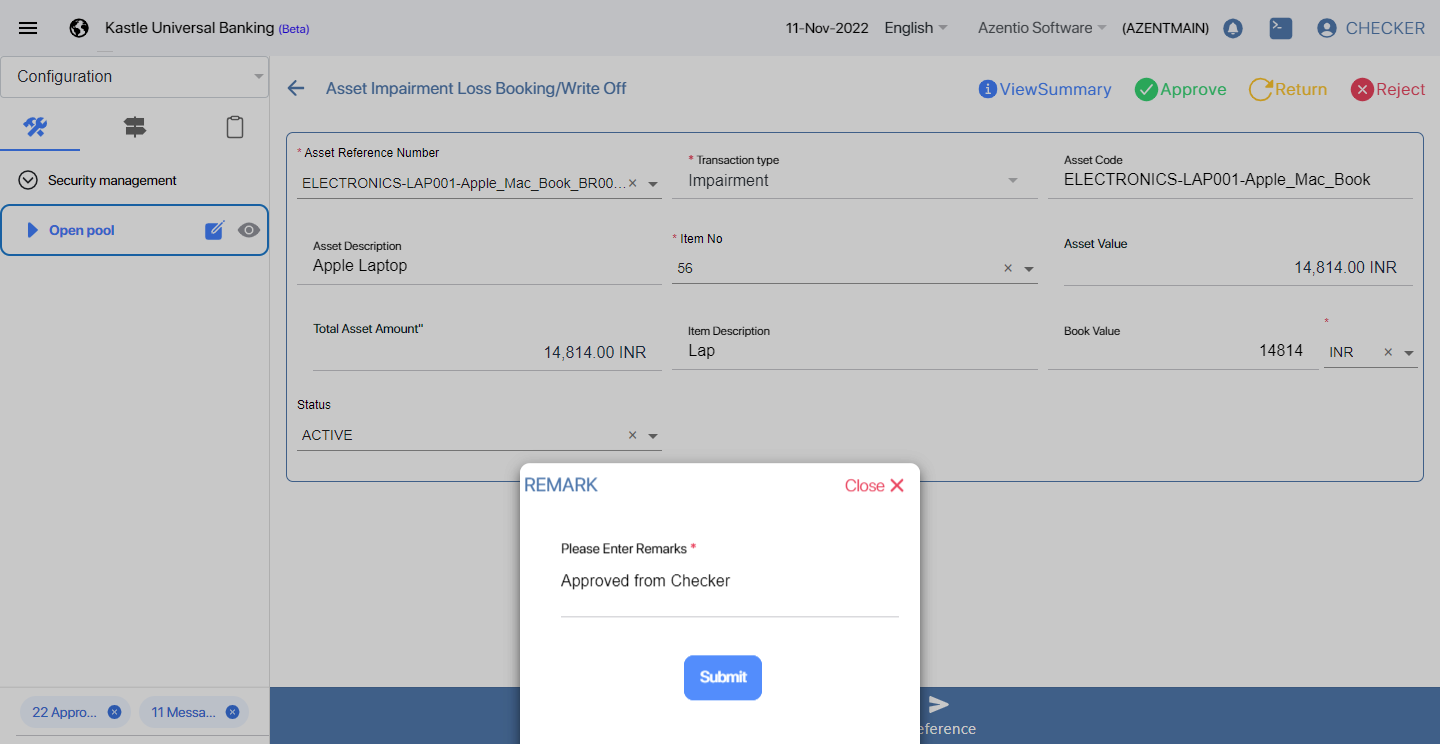 Kastle Universal Banking (Beta)
11-Nov-2022 English Azentio Software (AZENTMAIN) CHECKER
Configuration
Asset Impairment Loss Booking/Write Off
ViewSummary Approve Return Reject
Security management
Open pool
* Asset Reference Number
ELECTRONICS-LAP001-Apple_Mac_Book_BR00...
* Transaction type
Impairment
Asset Code
ELECTRONICS-LAP001-Apple_Mac_Book
Asset Description
Apple Laptop
* Item No
56
Asset Value
14,814.00 INR
Total Asset Amount"
14,814.00 INR
Item Description
Lap
Book Value
14814
*
INR
Status
ACTIVE
REMARK
Close
Please Enter Remarks *
Approved from Checker
Submit
22 Appro... 11 Messa...
eference